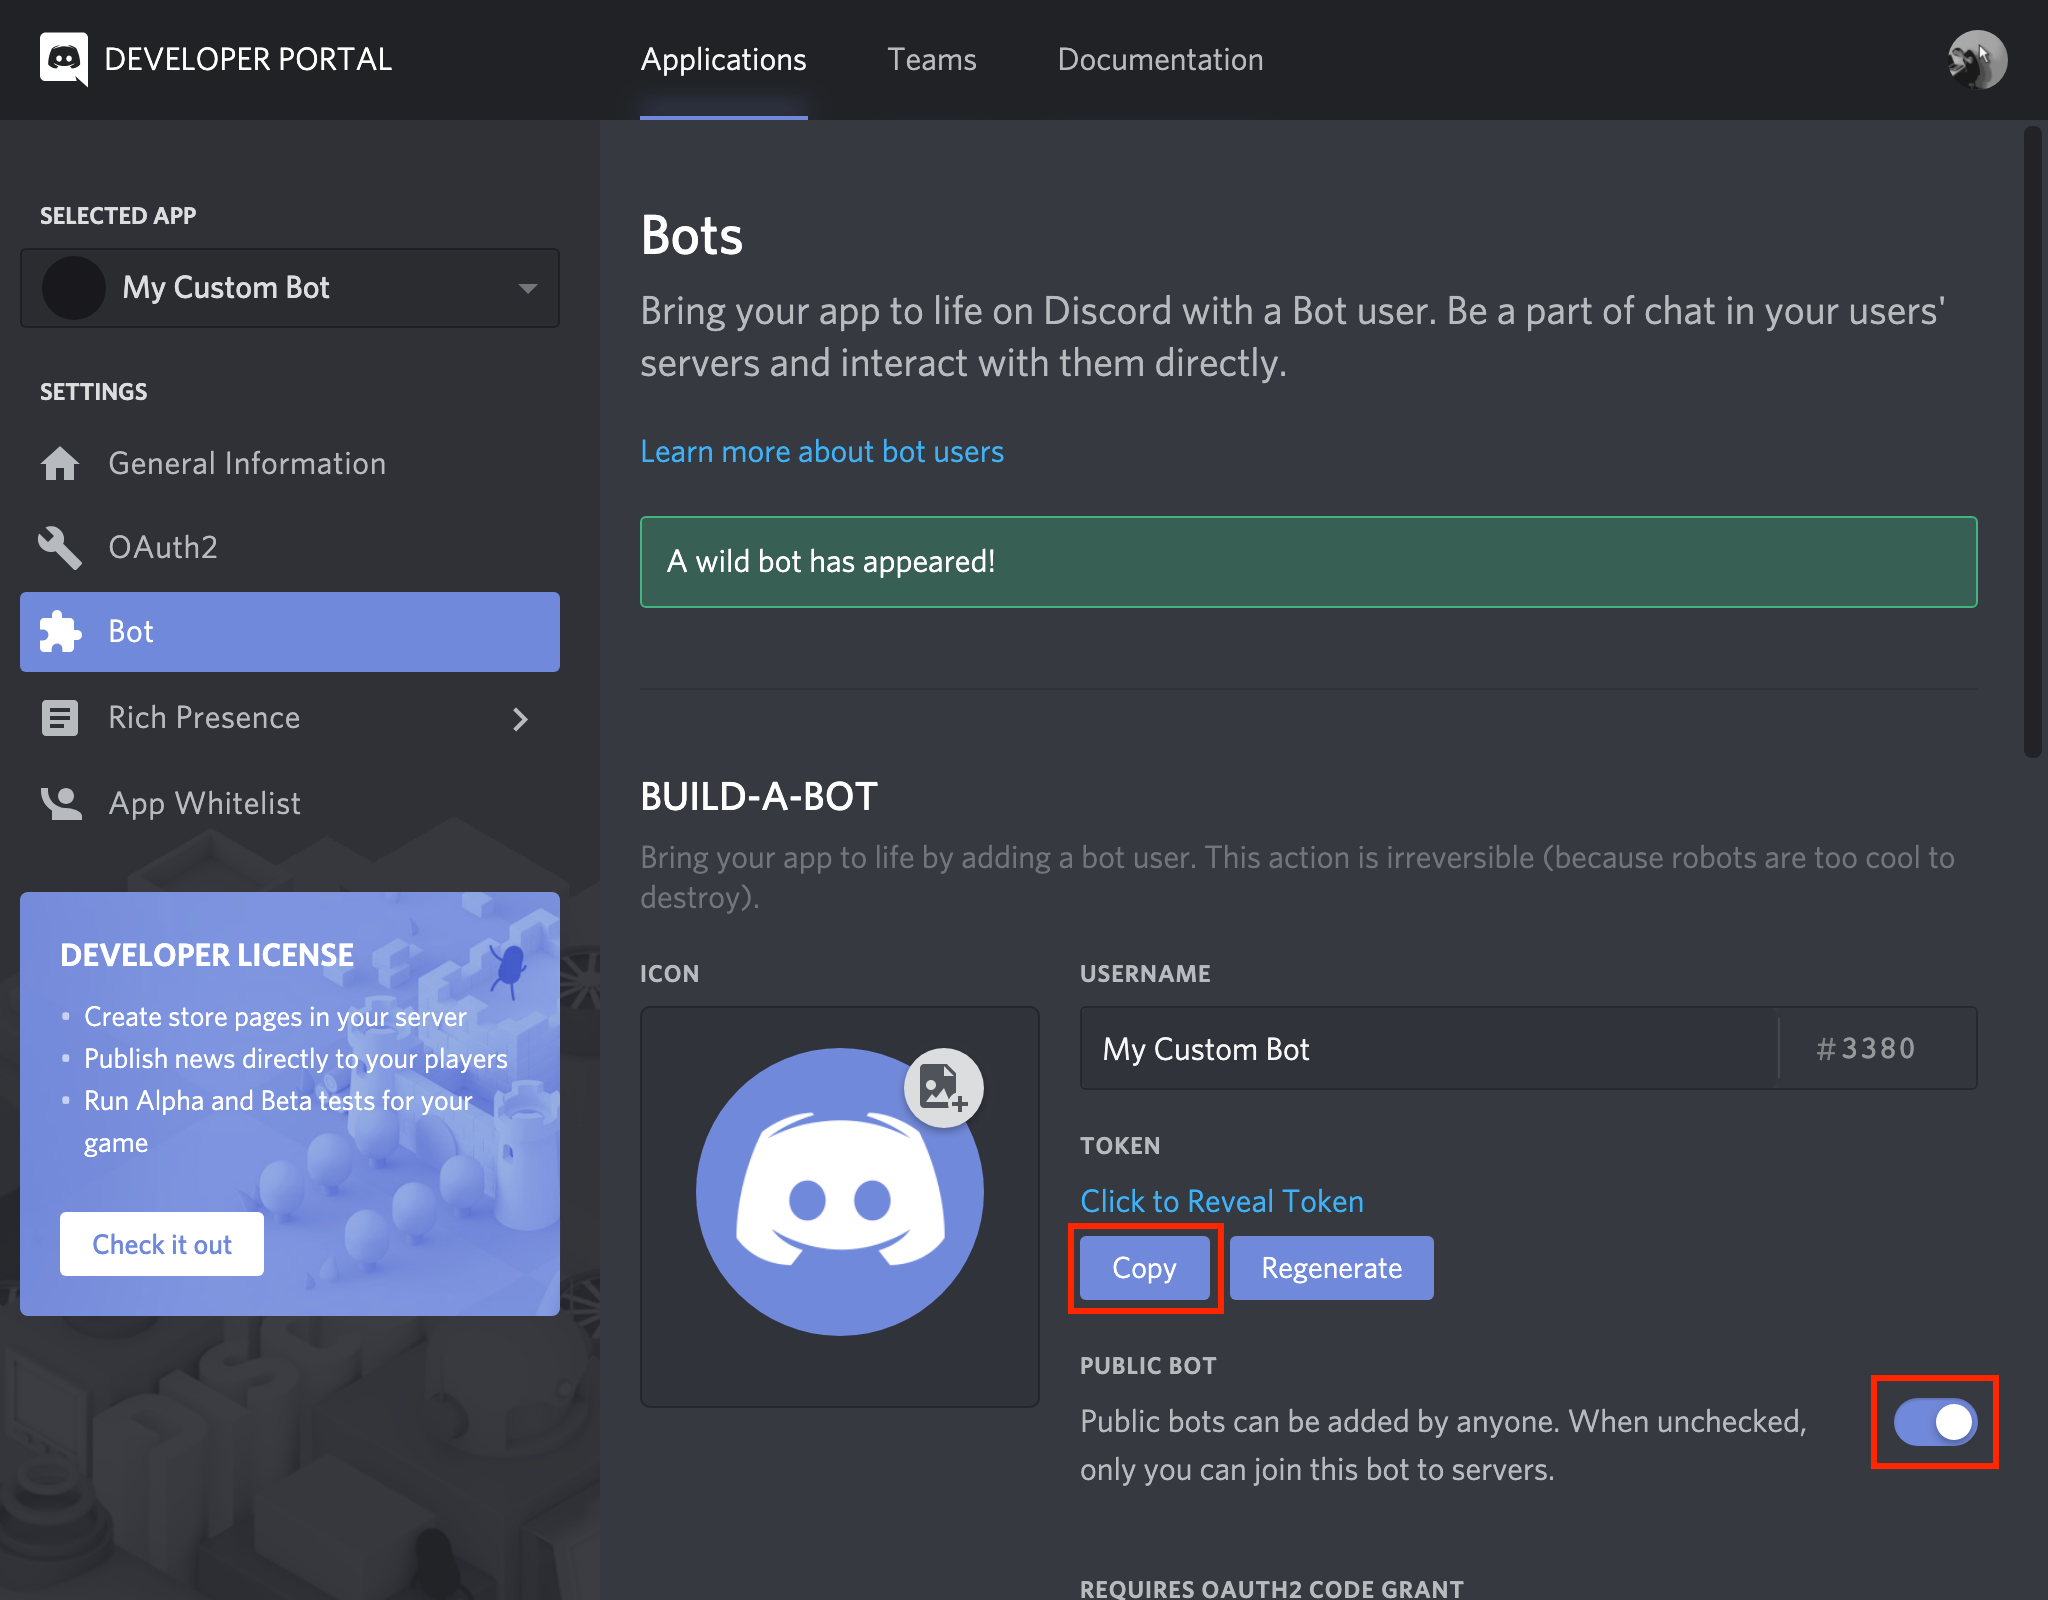 DEVELOPER PORTAL
Applications
Teams
Documentation
SELECTED APP
My Custom Bot
SETTINGS
General Information
OAuth2
Bot
Rich Presence
App Whitelist
DEVELOPER LICENSE
• Create store pages in your server
• Publish news directly to your players
• Run Alpha and Beta tests for your
game
Check it out
Bots
Bring your app to life on Discord with a Bot user. Be a part of chat in your users'
servers and interact with them directly.
Learn more about bot users
A wild bot has appeared!
BUILD-A-BOT
Bring your app to life by adding a bot user. This action is irreversible (because robots are too cool to
destroy).
ICON
USERNAME
My Custom Bot
#3380
TOKEN
Click to Reveal Token
Copy
Regenerate
PUBLIC BOT
Public bots can be added by anyone. When unchecked,
only you can join this bot to servers.
REQUIRES OAUTH2 CODE GRANT